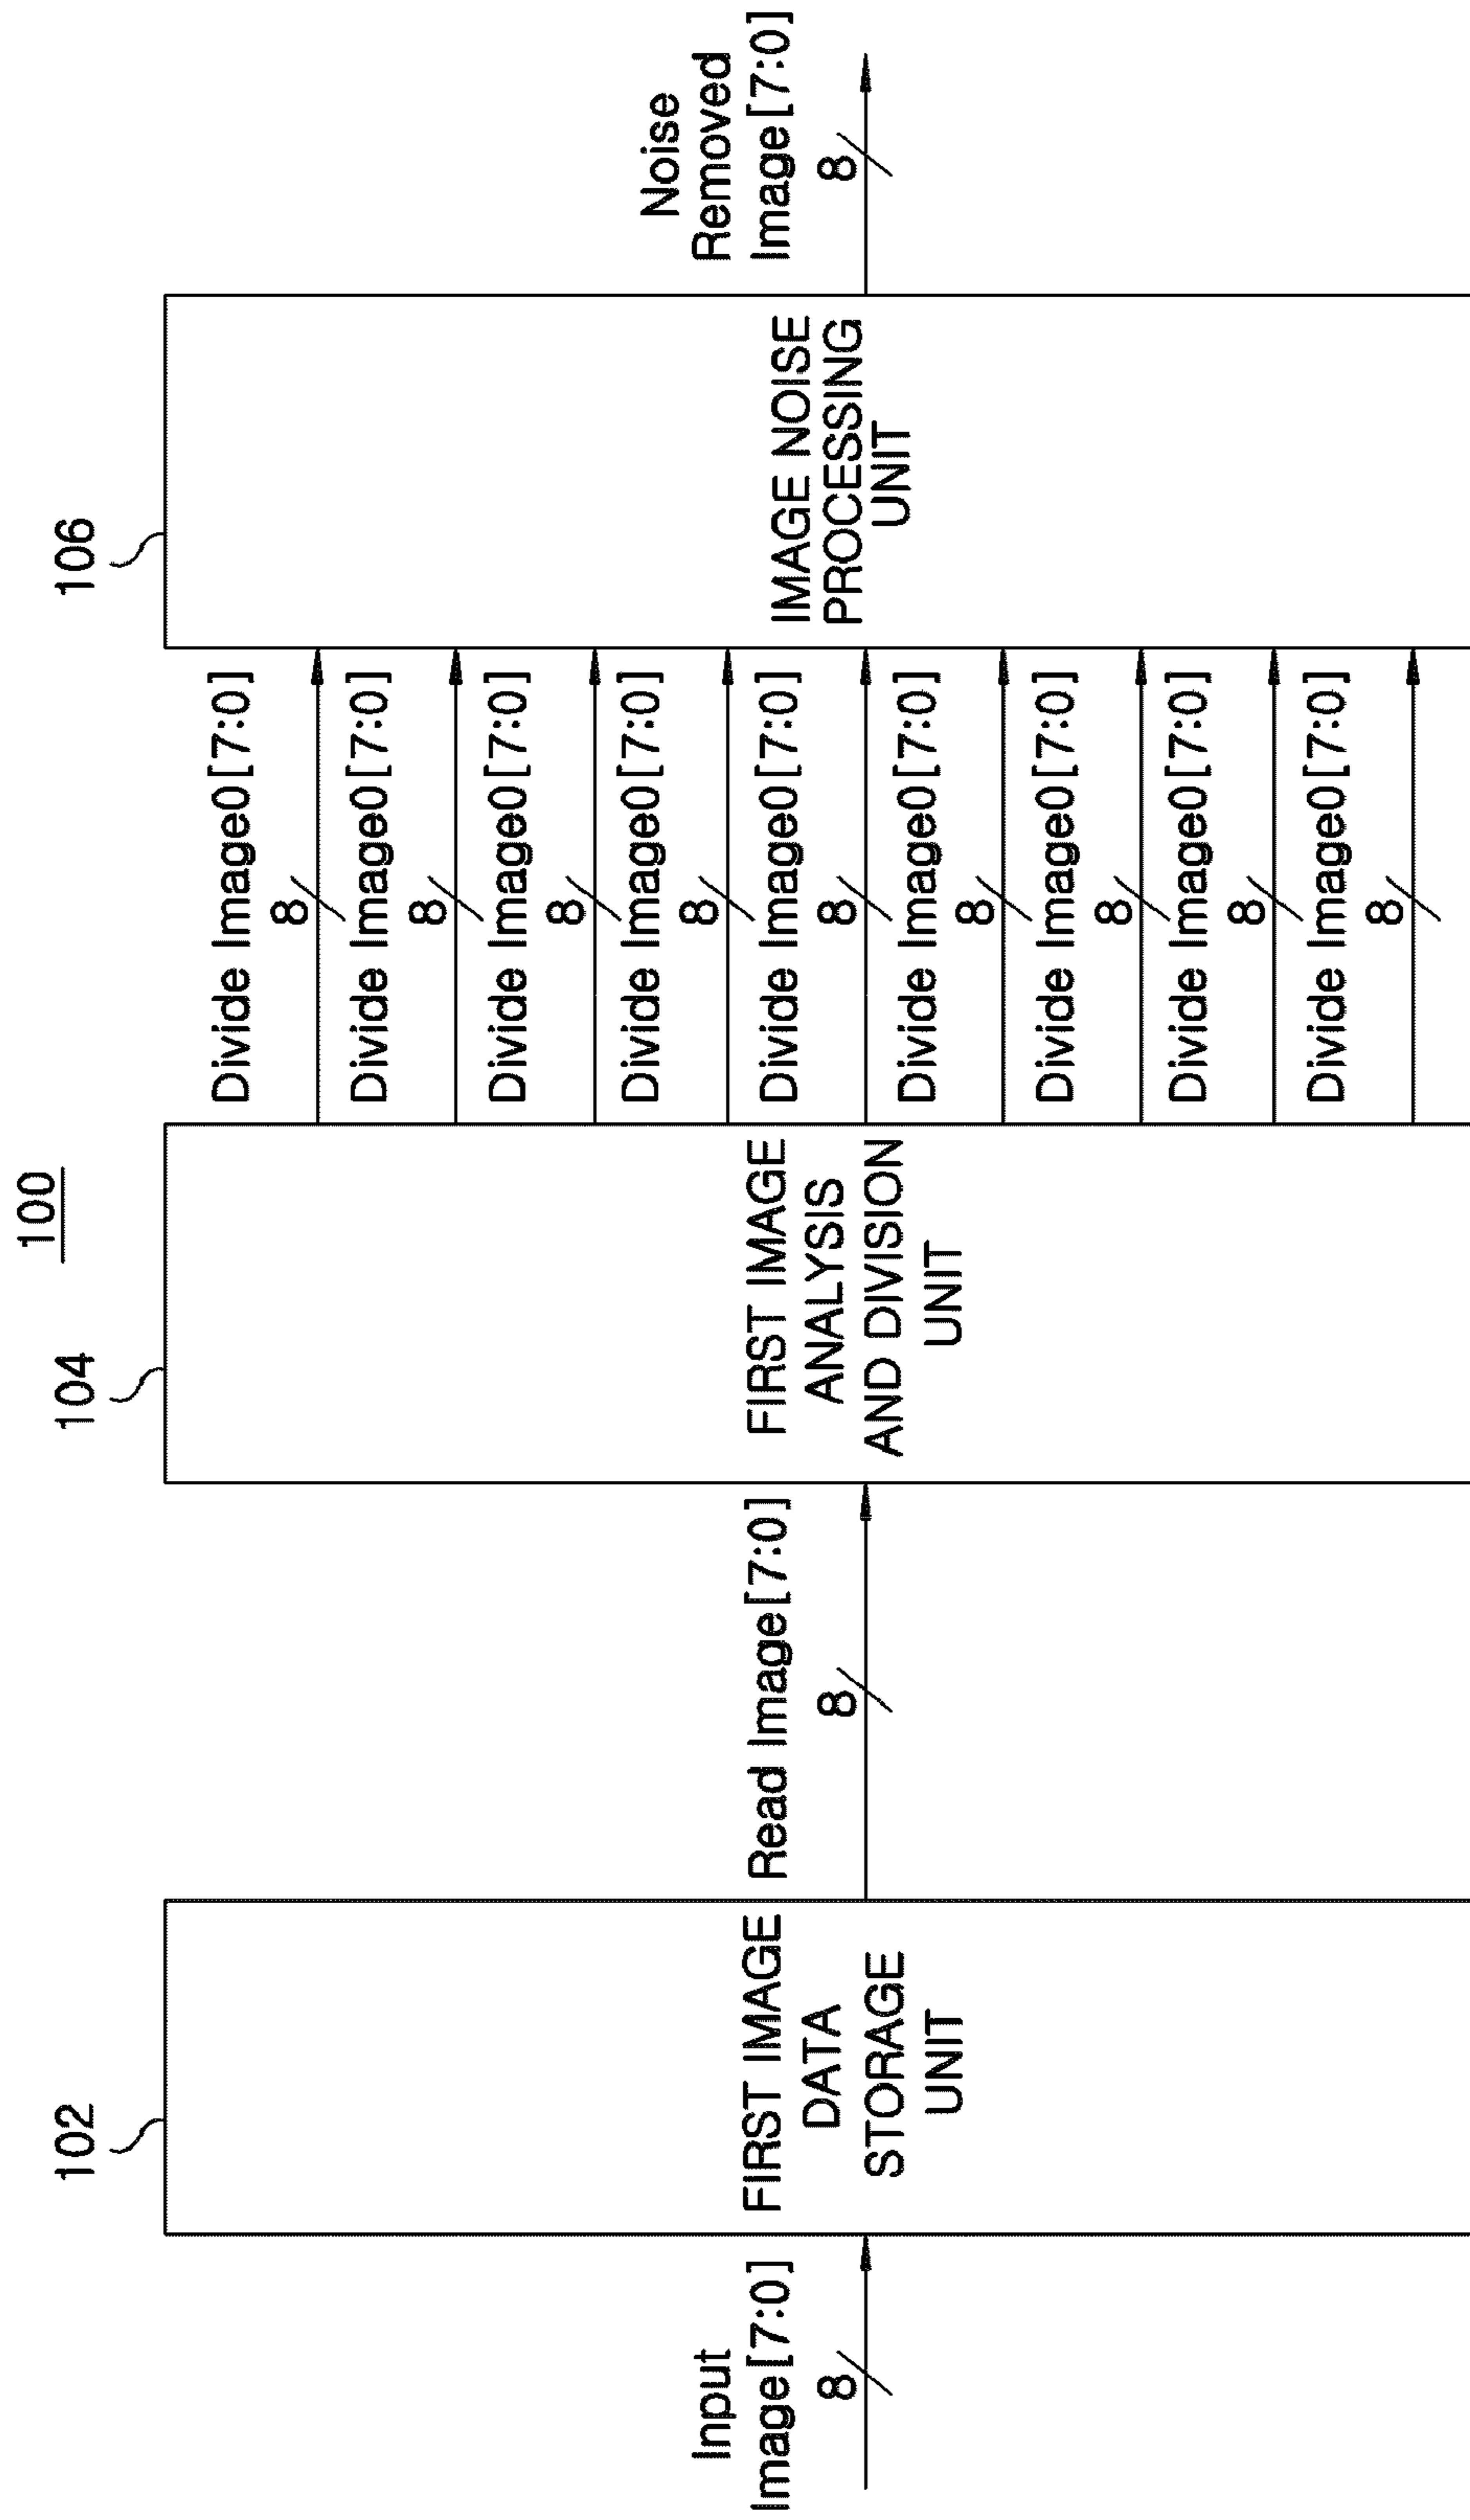 100
102
104
106
Input
Image[7:0]
8
FIRST IMAGE
DATA
STORAGE
UNIT
Read Image[7:0]
8
FIRST IMAGE
ANALYSIS
AND DIVISION
UNIT
Divide Image0[7:0]
8
Divide Image0[7:0]
8
Divide Image0[7:0]
8
Divide Image0[7:0]
8
Divide Image0[7:0]
8
Divide Image0[7:0]
8
Divide Image0[7:0]
8
Divide Image0[7:0]
8
Divide Image0[7:0]
8
IMAGE NOISE
PROCESSING
UNIT
Noise
Removed
Image[7:0]
8